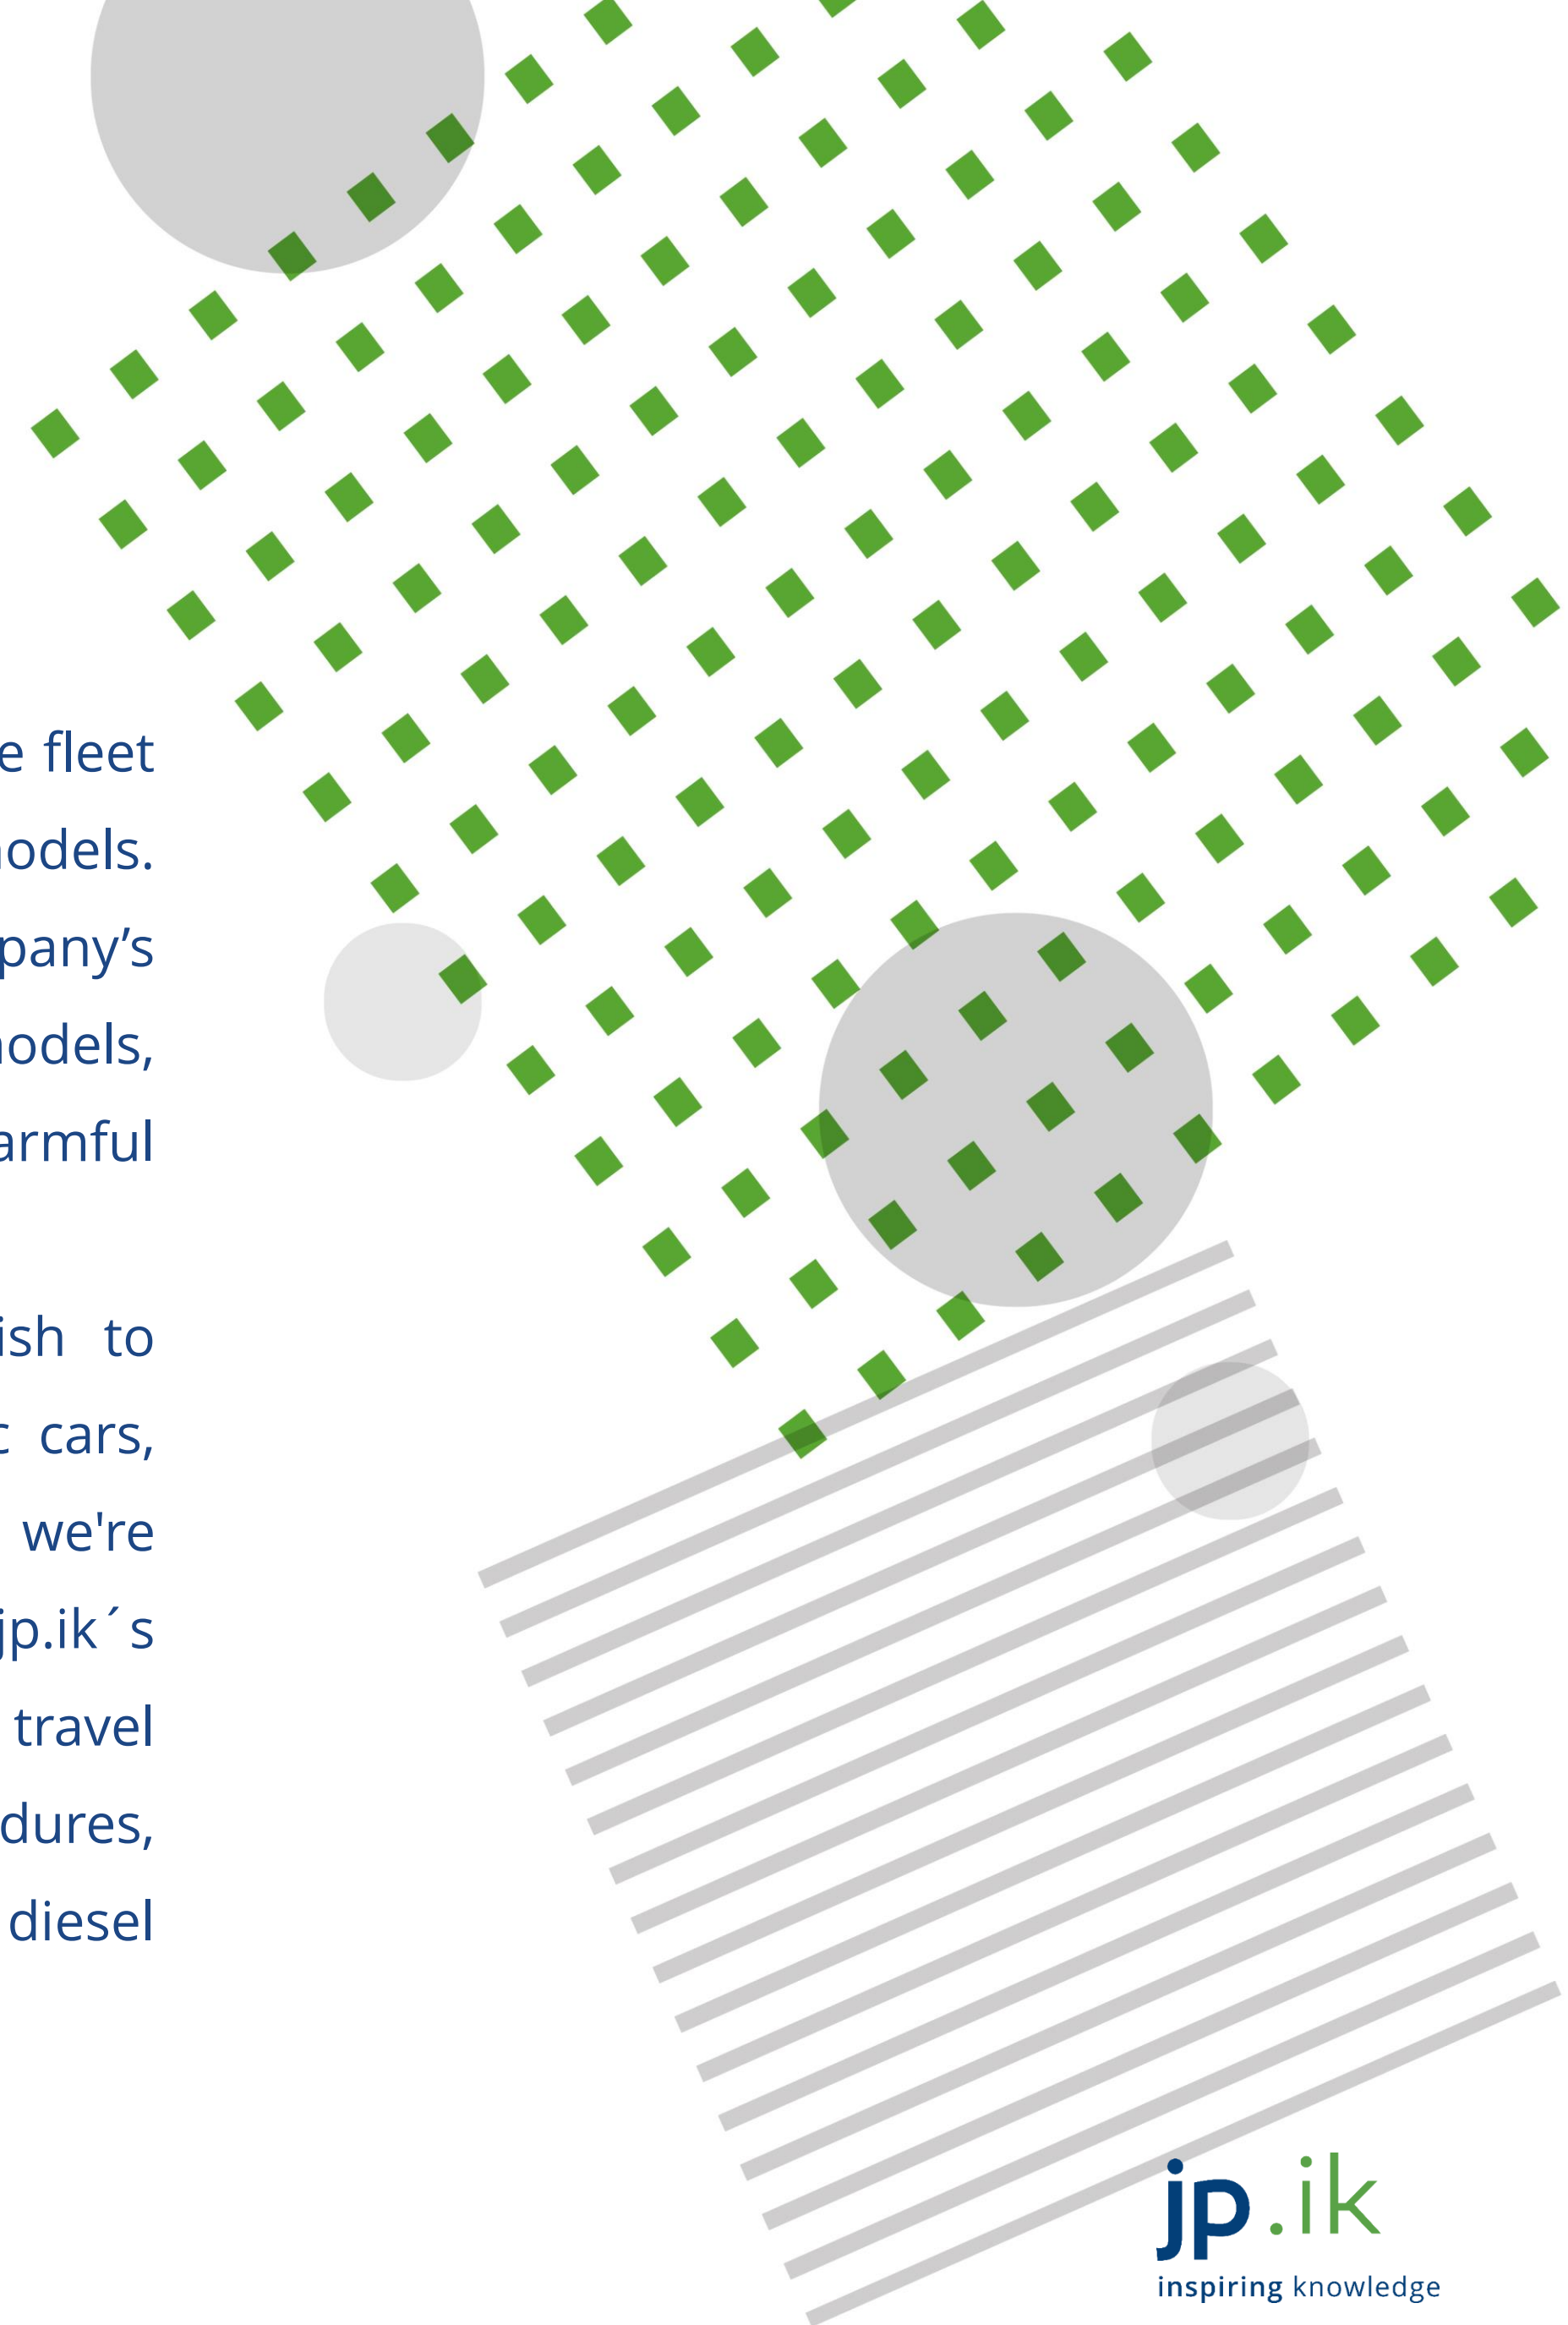 e fleet
odels.
pany’s
odels,
armful
ish to
c cars,
we're
jp.ik´s
travel
dures,
diesel
jp.ik
inspiring knowledge